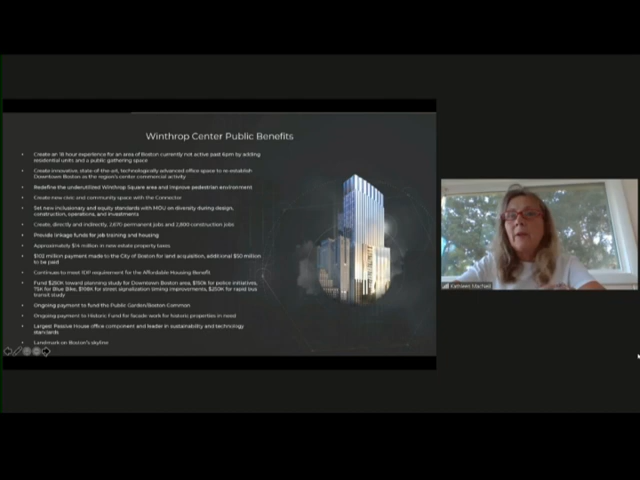 Winthrop Center Public Benefits
• Create an 18 hour experience for an area of Boston currently not active past 6pm by adding
residential units and a public gathering space
• Create innovative, state-of-the-art, technologically advanced office space to re-establish
Downtown Boston as the region's center commercial activity
• Redefine the underutilized Winthrop Square area and improve pedestrian environment
• Create new civic and community space with the Connector
• Set new inclusionary and equity standards with MOU on diversity during design,
construction, operations, and investments
• Create, directly and indirectly, 2,670 permanent jobs and 2,800 construction jobs
• Provide linkage funds for job training and housing
• Approximately $14 million in new estate property taxes
• $102 million payment made to the City of Boston for land acquisition, additional $50 million
to be paid
• Continues to meet IDP requirement for the Affordable Housing Benefit
• Fund $250K toward planning study for Downtown Boston area, $150k for police initiatives,
75K for Blue Bike, for street signalization timing improvements, $250K for rapid bus
transit study
• Ongoing payment to fund the Public Garden/Boston Common
• Ongoing payment to Historic Fund for facade work for historic properties in need
• Largest Passive House office component and leader in sustainability and technology
standards
• Landmark on Boston's skyline
Kathleen MacNeil